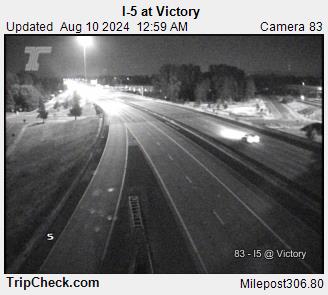 I-5 at Victory
Updated Aug 10 2024 12:59 AM Camera 83
T
S
83 - I5 @ Victory
TripCheck.com Milepost306.80